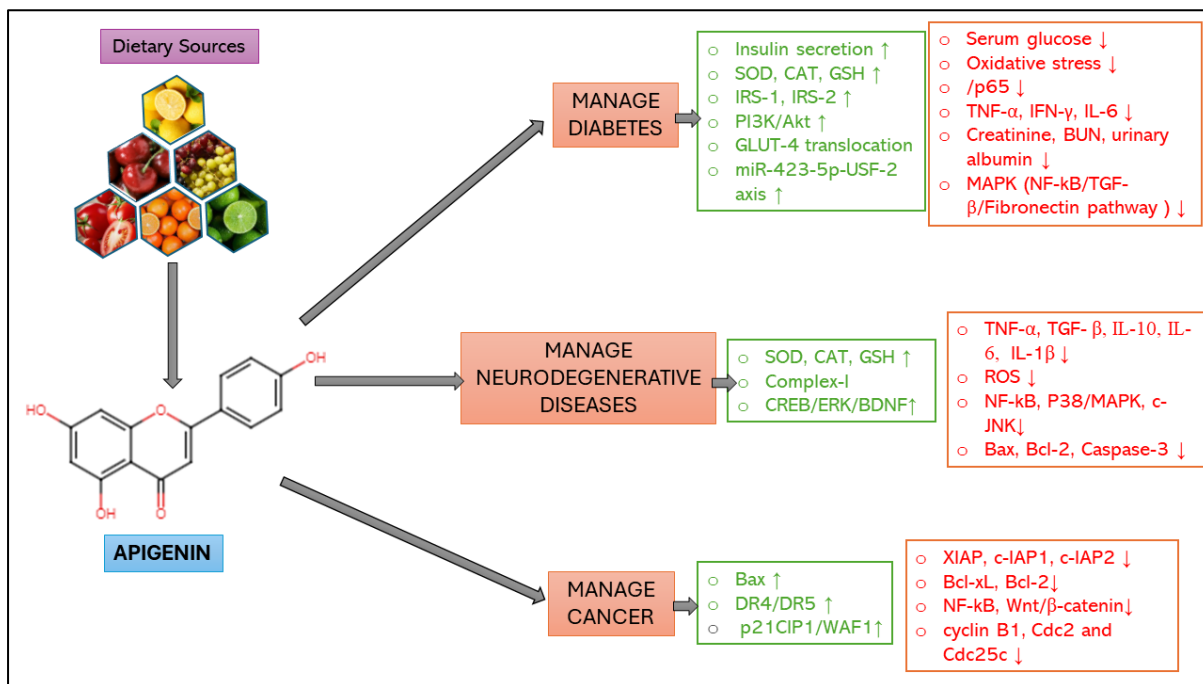 Dietary Sources
OH
HO
O
OH
O
APIGENIN
MANAGE
DIABETES
○ Insulin secretion ↑
○ SOD, CAT, GSH ↑
○ IRS-1, IRS-2 ↑
○ PI3K/Akt ↑
○ GLUT-4 translocation
○ miR-423-5p-USF-2
axis ↑
○ Serum glucose ↓
○ Oxidative stress ↓
○ /p65 ↓
○ TNF-α, IFN-γ, IL-6 ↓
○ Creatinine, BUN, urinary
albumin ↓
○ MAPK (NF-kB/TGF-
β/Fibronectin pathway ) ↓
MANAGE
NEURODEGENERATIVE
DISEASES
○ SOD, CAT, GSH ↑
○ Complex-I
○ CREB/ERK/BDNF↑
○ TNF-α, TGF- β, IL-10, IL-
6, IL-1β ↓
○ ROS ↓
○ NF-kB, P38/MAPK, c-
JNK↓
○ Bax, Bcl-2, Caspase-3 ↓
MANAGE
CANCER
○ Bax ↑
○ DR4/DR5 ↑
○ p21CIP1/WAF1↑
○ XIAP, c-IAP1, c-IAP2 ↓
○ Bcl-xL, Bcl-2↓
○ NF-kB, Wnt/β-catenin↓
○ cyclin B1, Cdc2 and
Cdc25c ↓